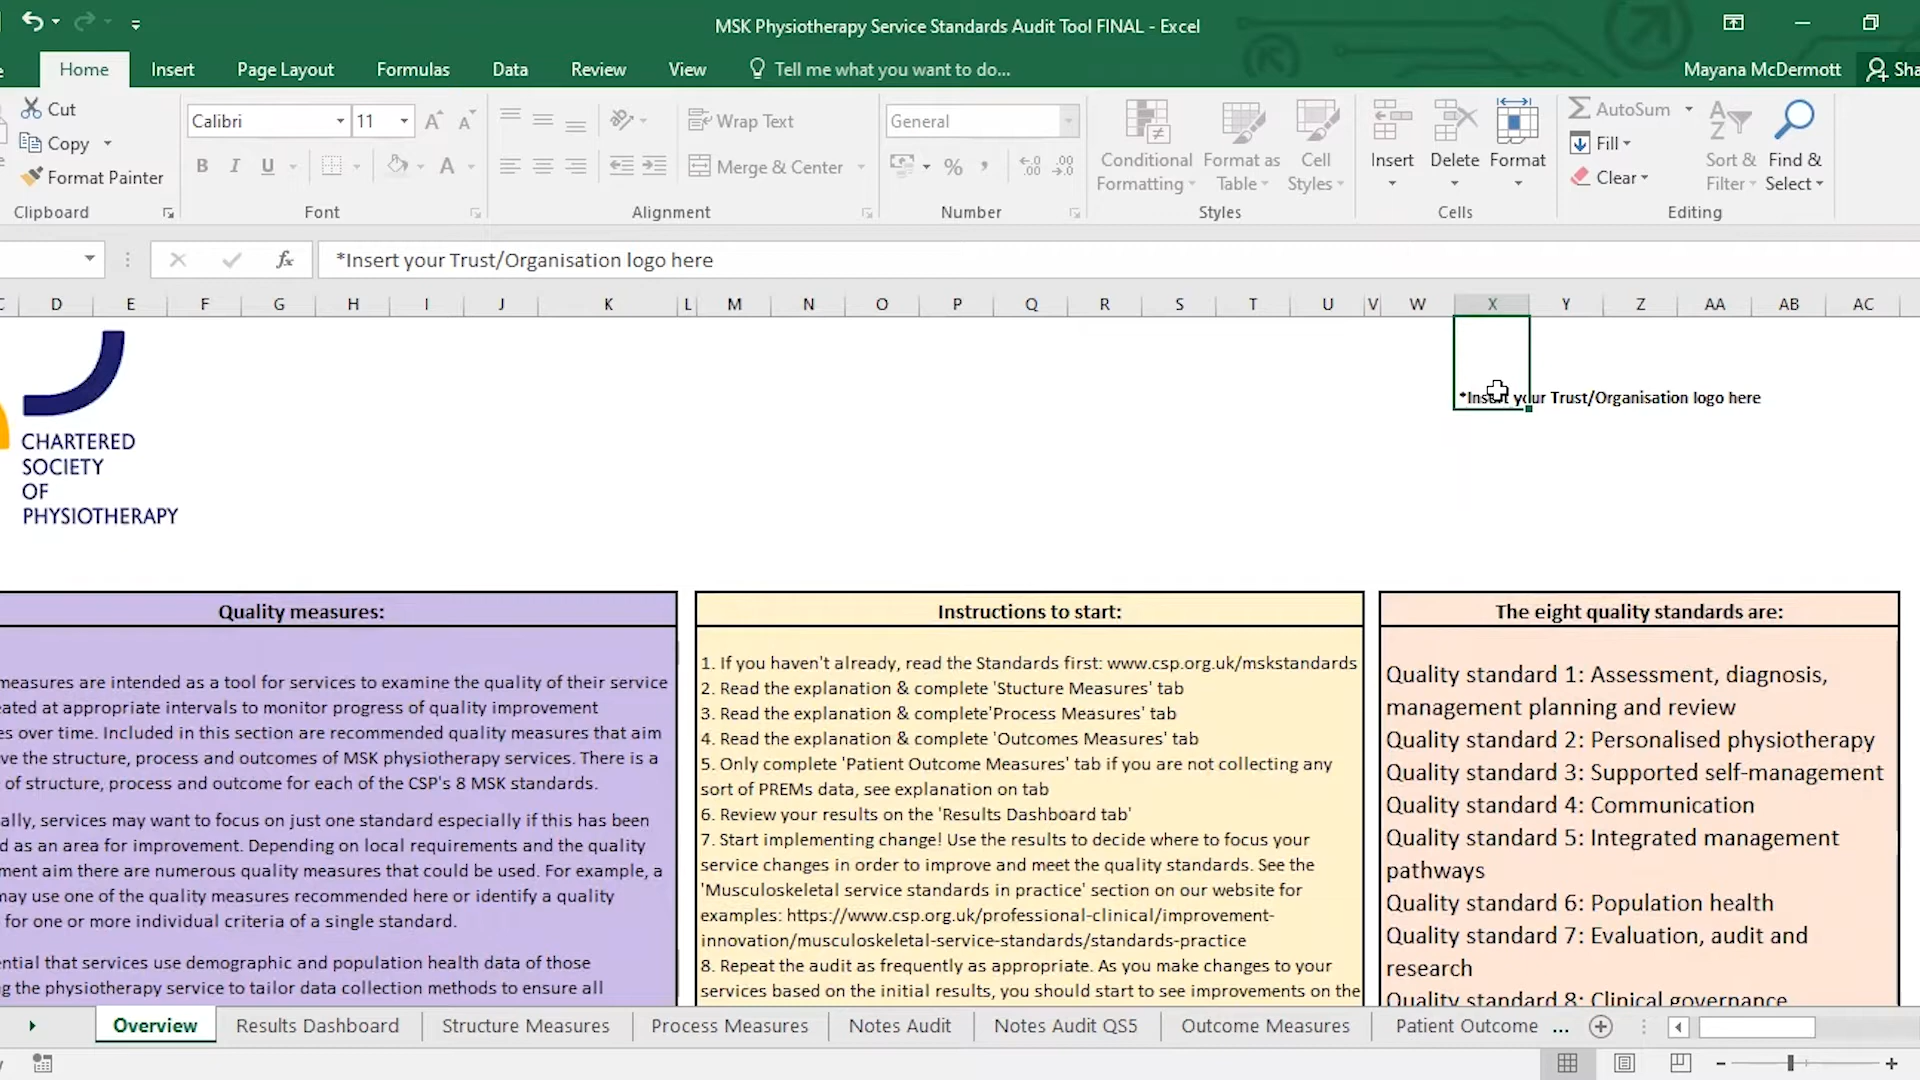 MSK Physiotherapy Service Standards Audit Tool FINAL - Excel
Home Insert Page Layout Formulas Data Review View Tell me what you want to do... Mayana McDermott Sha
Cut
Copy
Format Painter
Clipboard
Calibri 11
B I U A
Font
Wrap Text
Merge & Center
Alignment
General
%
Number
Conditional Formatting
Format as Table
Cell Styles
Styles
Insert Delete Format
Cells
AutoSum
Fill
Clear
Sort & Filter
Find & Select
Editing
fx *Insert your Trust/Organisation logo here
C D E F G H I J K L M N O P Q R S T U V W X Y Z AA AB AC
*Insert your Trust/Organisation logo here
CHARTERED
SOCIETY
OF
PHYSIOTHERAPY
Quality measures:
measures are intended as a tool for services to examine the quality of their service
eated at appropriate intervals to monitor progress of quality improvement
es over time. Included in this section are recommended quality measures that aim
ve the structure, process and outcomes of MSK physiotherapy services. There is a
of structure, process and outcome for each of the CSP's 8 MSK standards.
ally, services may want to focus on just one standard especially if this has been
d as an area for improvement. Depending on local requirements and the quality
ment aim there are numerous quality measures that could be used. For example, a
may use one of the quality measures recommended here or identify a quality
for one or more individual criteria of a single standard.
ential that services use demographic and population health data of those
g the physiotherapy service to tailor data collection methods to ensure all
Instructions to start:
1. If you haven't already, read the Standards first: www.csp.org.uk/mskstandards
2. Read the explanation & complete 'Stucture Measures' tab
3. Read the explanation & complete'Process Measures' tab
4. Read the explanation & complete 'Outcomes Measures' tab
5. Only complete 'Patient Outcome Measures' tab if you are not collecting any
sort of PREMs data, see explanation on tab
6. Review your results on the 'Results Dashboard tab'
7. Start implementing change! Use the results to decide where to focus your
service changes in order to improve and meet the quality standards. See the
'Musculoskeletal service standards in practice' section on our website for
examples: https://www.csp.org.uk/professional-clinical/improvement-
innovation/musculoskeletal-service-standards/standards-practice
8. Repeat the audit as frequently as appropriate. As you make changes to your
services based on the initial results, you should start to see improvements on the
The eight quality standards are:
Quality standard 1: Assessment, diagnosis,
management planning and review
Quality standard 2: Personalised physiotherapy
Quality standard 3: Supported self-management
Quality standard 4: Communication
Quality standard 5: Integrated management
pathways
Quality standard 6: Population health
Quality standard 7: Evaluation, audit and
research
Quality standard 8: Clinical governance
Overview Results Dashboard Structure Measures Process Measures Notes Audit Notes Audit QS5 Outcome Measures Patient Outcome ...